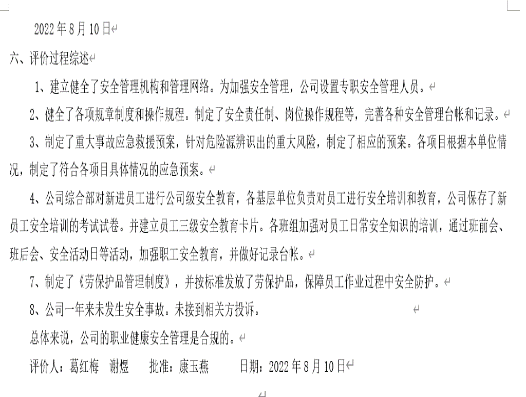 2022年8月10日
六、评价过程综述
1、建立健全了安全管理机构和管理网络。为加强安全管理，公司设置专职安全管理人员。
2、健全了各项规章制度和操作规程。制定了安全责任制、岗位操作规程等，完善各种安全管理台帐和记录。
3、制定了重大事故应急救援预案，针对危险源辨识出的重大风险，制定了相应的预案。各项目根据本单位情
况，制定了符合各项目具体情况的应急预案。
4、公司综合部对新进员工进行公司级安全教育，各基层单位负责对员工进行安全培训和教育，公司保存了新
员工安全培训的考试试卷。并建立员工三级安全教育卡片。各班组加强对员工日常安全知识的培训，通过班前会、
班后会、安全活动日等活动，加强职工安全教育，并做好记录台帐。
7、制定了《劳保护品管理制度》，并按标准发放了劳保护品，保障员工作业过程中安全防护。
8、公司一年来未发生安全事故。未接到相关方投诉。
总体来说，公司的职业健康安全管理是合规的。
评价人：葛红梅 谢煜 批准：康玉燕 日期：2022年8月10日